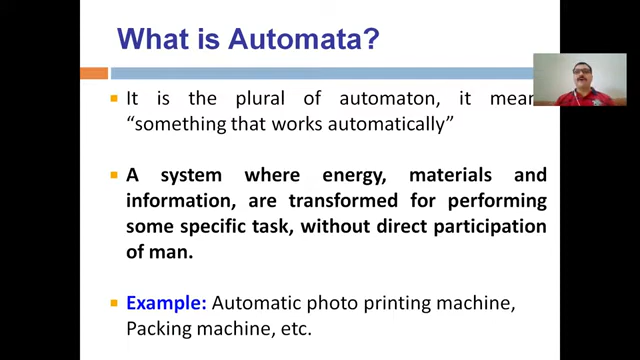 What is Automata?
It is the plural of automaton, it mean
"something that works automatically"
A system where energy, materials and
information, are transformed for performing
some specific task, without direct participation
of man.
Example: Automatic photo printing machine,
Packing machine, etc.